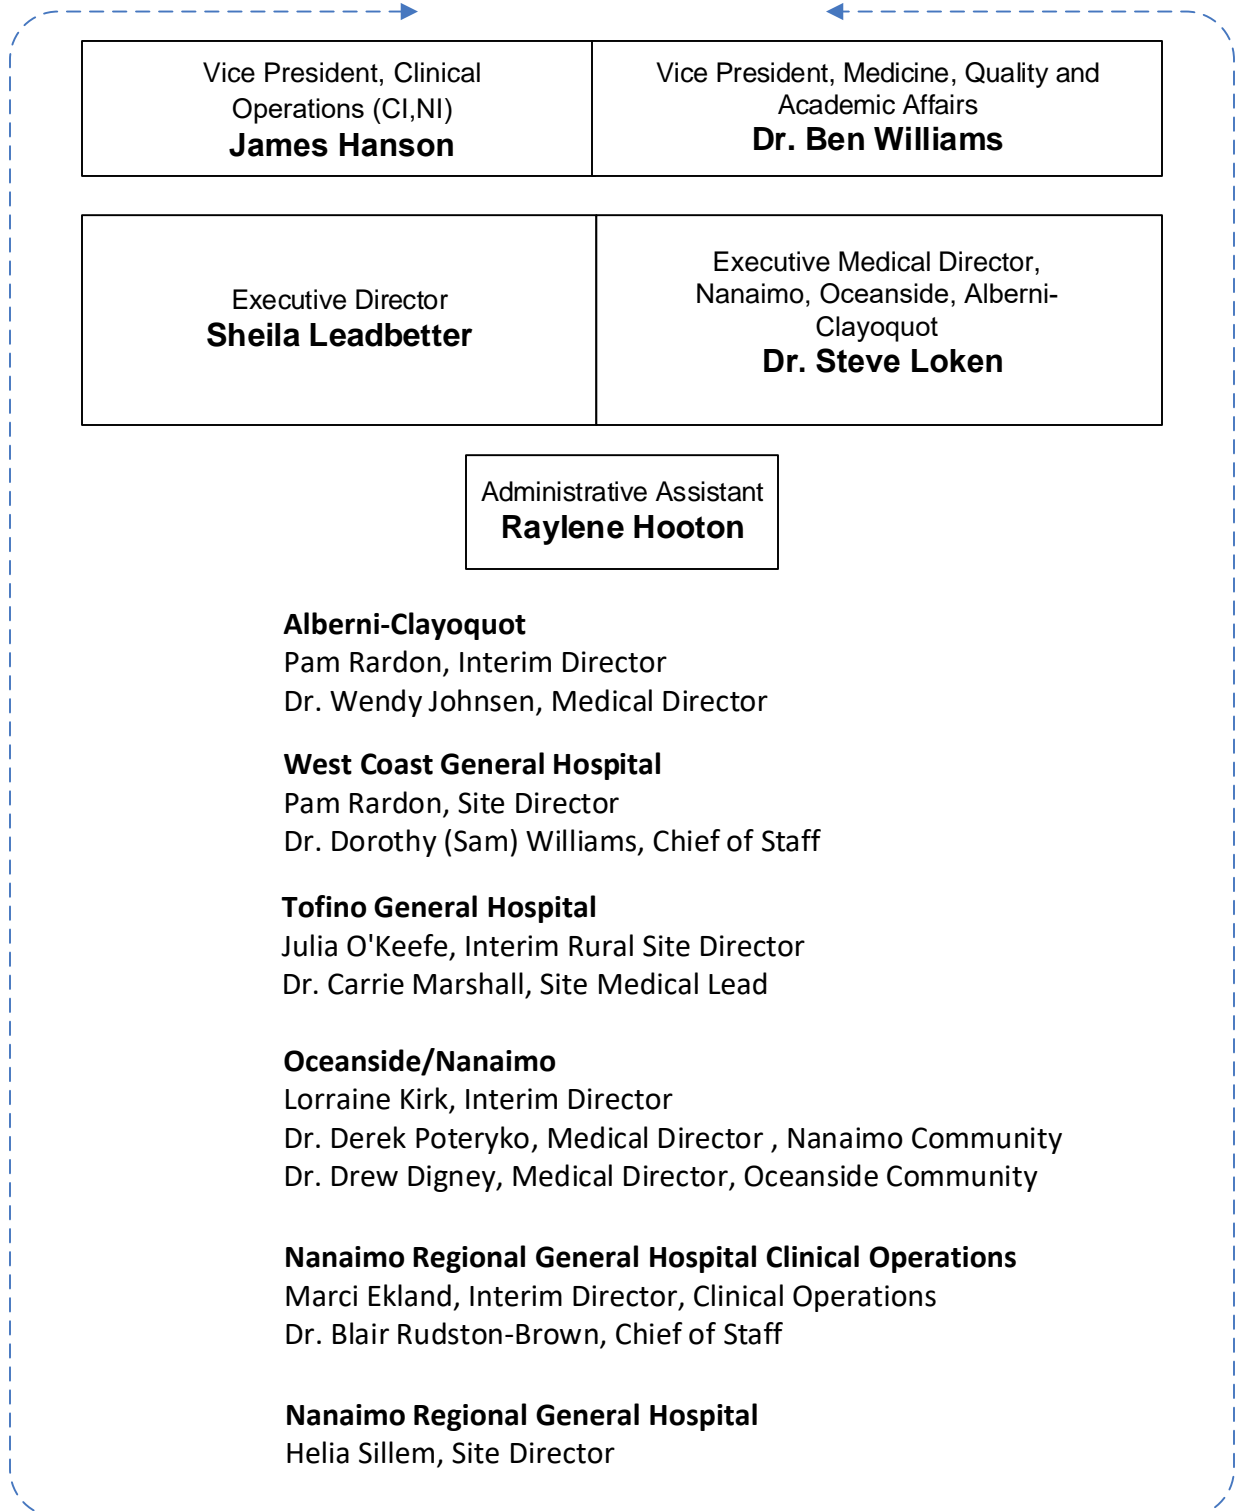 Vice President, Clinical
Operations (CI,NI)
James Hanson
Vice President, Medicine, Quality and
Academic Affairs
Dr. Ben Williams
Executive Director
Sheila Leadbetter
Executive Medical Director,
Nanaimo, Oceanside, Alberni-
Clayoquot
Dr. Steve Loken
Administrative Assistant
Raylene Hooton
Alberni-Clayoquot
Pam Rardon, Interim Director
Dr. Wendy Johnsen, Medical Director
West Coast General Hospital
Pam Rardon, Site Director
Dr. Dorothy (Sam) Williams, Chief of Staff
Tofino General Hospital
Julia O'Keefe, Interim Rural Site Director
Dr. Carrie Marshall, Site Medical Lead
Oceanside/Nanaimo
Lorraine Kirk, Interim Director
Dr. Derek Poteryko, Medical Director , Nanaimo Community
Dr. Drew Digney, Medical Director, Oceanside Community
Nanaimo Regional General Hospital Clinical Operations
Marci Ekland, Interim Director, Clinical Operations
Dr. Blair Rudston-Brown, Chief of Staff
Nanaimo Regional General Hospital
Helia Sillem, Site Director